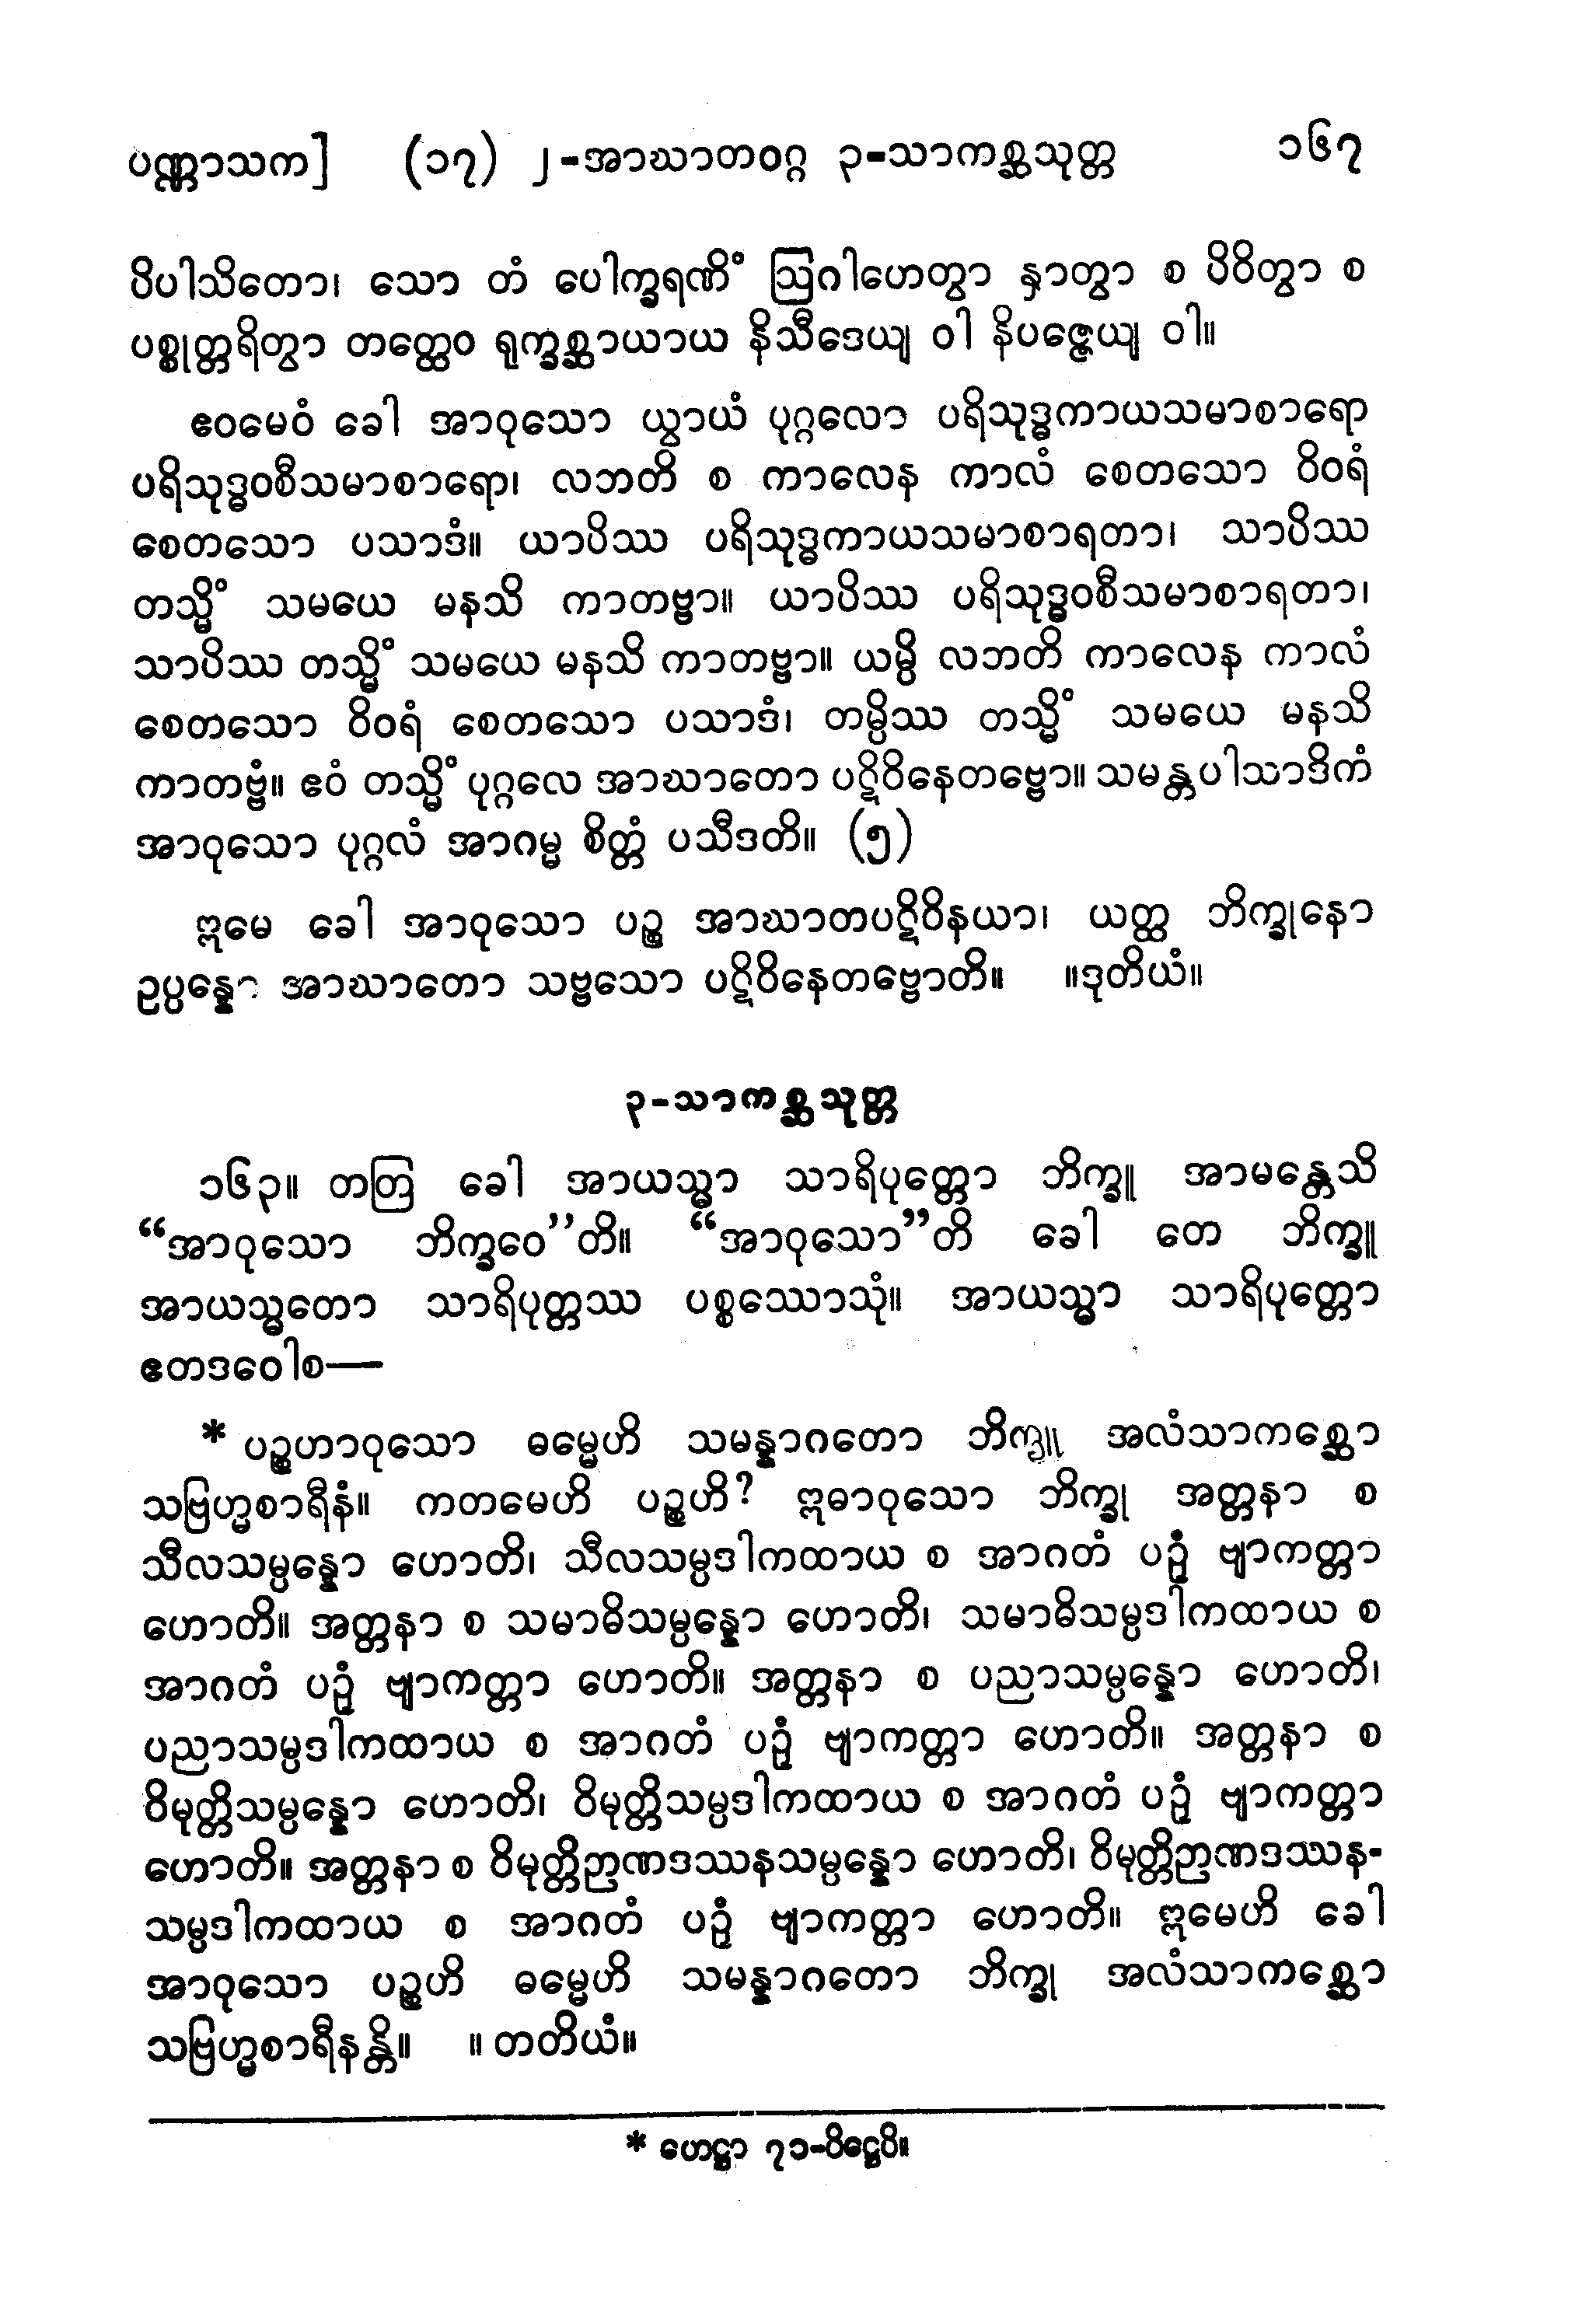 ပဏ္ဏာသက] (၁၇) ၂-အာဃာတဝဂ္ဂ ၃-သာကစ္ဆသုတ္တ ၁၆၇
ပိပါသိတော၊ သော တံ ပေါက္ခရဏိံ ဩဂါဟေတွာ နှာတွာ စ ပိဝိတွာ စ
ပစ္စုတ္တရိတွာ တတ္ထေဝ ရုက္ခစ္ဆာယာယ နိသီဒေယျ ဝါ နိပဇ္ဇေယျ ဝါ။
ဧဝမေဝံ ခေါ အာဝုသော ယွာယံ ပုဂ္ဂလော ပရိသုဒ္ဓကာယသမာစာရော
ပရိသုဒ္ဓဝစီသမာစာရော၊ လဘတိ စ ကာလေန ကာလံ စေတသော ဝိဝရံ
စေတသော ပသာဒံ။ ယာပိဿ ပရိသုဒ္ဓကာယသမာစာရတာ၊ သာပိဿ
တသ္မိံ သမယေ မနသိ ကာတဗ္ဗာ။ ယာပိဿ ပရိသုဒ္ဓဝစီသမာစာရတာ၊
သာပိဿ တသ္မိံ သမယေ မနသိ ကာတဗ္ဗာ။ ယမ္ပိ လဘတိ ကာလေန ကာလံ
စေတသော ဝိဝရံ စေတသော ပသာဒံ၊ တမ္ပိဿ တသ္မိံ သမယေ မနသိ
ကာတဗ္ဗံ။ ဧဝံ တသ္မိံ ပုဂ္ဂလေ အာဃာတော ပဋိဝိနေတဗ္ဗော။ သမန္တပါသာဒိကံ
အာဝုသော ပုဂ္ဂလံ အာဂမ္မ စိတ္တံ ပသီဒတိ။ (၅)
ဣမေ ခေါ အာဝုသော ပဉ္စ အာဃာတပဋိဝိနယာ၊ ယတ္ထ ဘိက္ခုနော
ဥပ္ပန္နော အာဃာတော သဗ္ဗသော ပဋိဝိနေတဗ္ဗောတိ။ ။ဒုတိယံ။
၃-သာကစ္ဆသုတ္တ
၁၆၃။ တတြ ခေါ အာယသ္မာ သာရိပုတ္တော ဘိက္ခူ အာမန္တေသိ
“အာဝုသော ဘိက္ခဝေ”တိ။ “အာဝုသော”တိ ခေါ တေ ဘိက္ခူ
အာယသ္မတော သာရိပုတ္တဿ ပစ္စဿောသုံ။ အာယသ္မာ သာရိပုတ္တော
ဧတဒဝေါစ—
* ပဉ္စဟာဝုသော ဓမ္မေဟိ သမန္နာဂတော ဘိက္ခူ အလံသာကစ္ဆော
သဗြဟ္မစာရီနံ။ ကတမေဟိ ပဉ္စဟိ? ဣဓာဝုသော ဘိက္ခု အတ္တနာ စ
သီလသမ္ပန္နော ဟောတိ၊ သီလသမ္ပဒါကထာယ စ အာဂတံ ပဉှံ ဗျာကတ္တာ
ဟောတိ။ အတ္တနာ စ သမာဓိသမ္ပန္နော ဟောတိ၊ သမာဓိသမ္ပဒါကထာယ စ
အာဂတံ ပဉှံ ဗျာကတ္တာ ဟောတိ။ အတ္တနာ စ ပညာသမ္ပန္နော ဟောတိ၊
ပညာသမ္ပဒါကထာယ စ အာဂတံ ပဉှံ ဗျာကတ္တာ ဟောတိ။ အတ္တနာ စ
ဝိမုတ္တိသမ္ပန္နော ဟောတိ၊ ဝိမုတ္တိသမ္ပဒါကထာယ စ အာဂတံ ပဉှံ ဗျာကတ္တာ
ဟောတိ။ အတ္တနာ စ ဝိမုတ္တိဉာဏဒဿနသမ္ပန္နော ဟောတိ၊ ဝိမုတ္တိဉာဏဒဿန-
သမ္ပဒါကထာယ စ အာဂတံ ပဉှံ ဗျာကတ္တာ ဟောတိ။ ဣမေဟိ ခေါ
အာဝုသော ပဉ္စဟိ ဓမ္မေဟိ သမန္နာဂတော ဘိက္ခု အလံသာကစ္ဆော
သဗြဟ္မစာရီနန္တိ။ ။ တတိယံ။
* ဟေဋ္ဌာ ၇၁-ပိဋ္ဌေပိ။